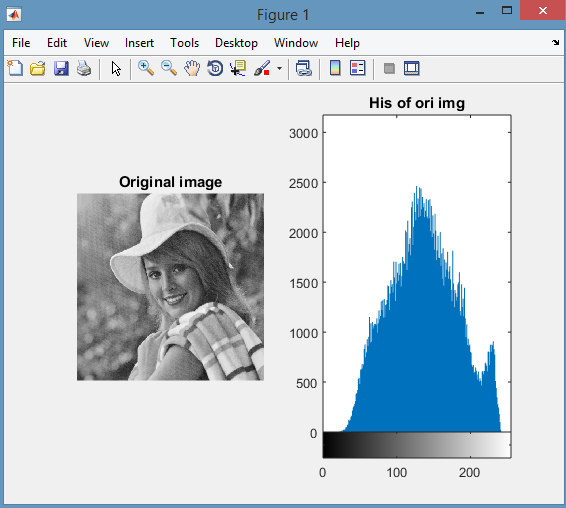 Figure 1
File Edit View Insert Tools Desktop Window Help
Original image
His of ori img
3000
2500
2000
1500
1000
500
0
0 100 200